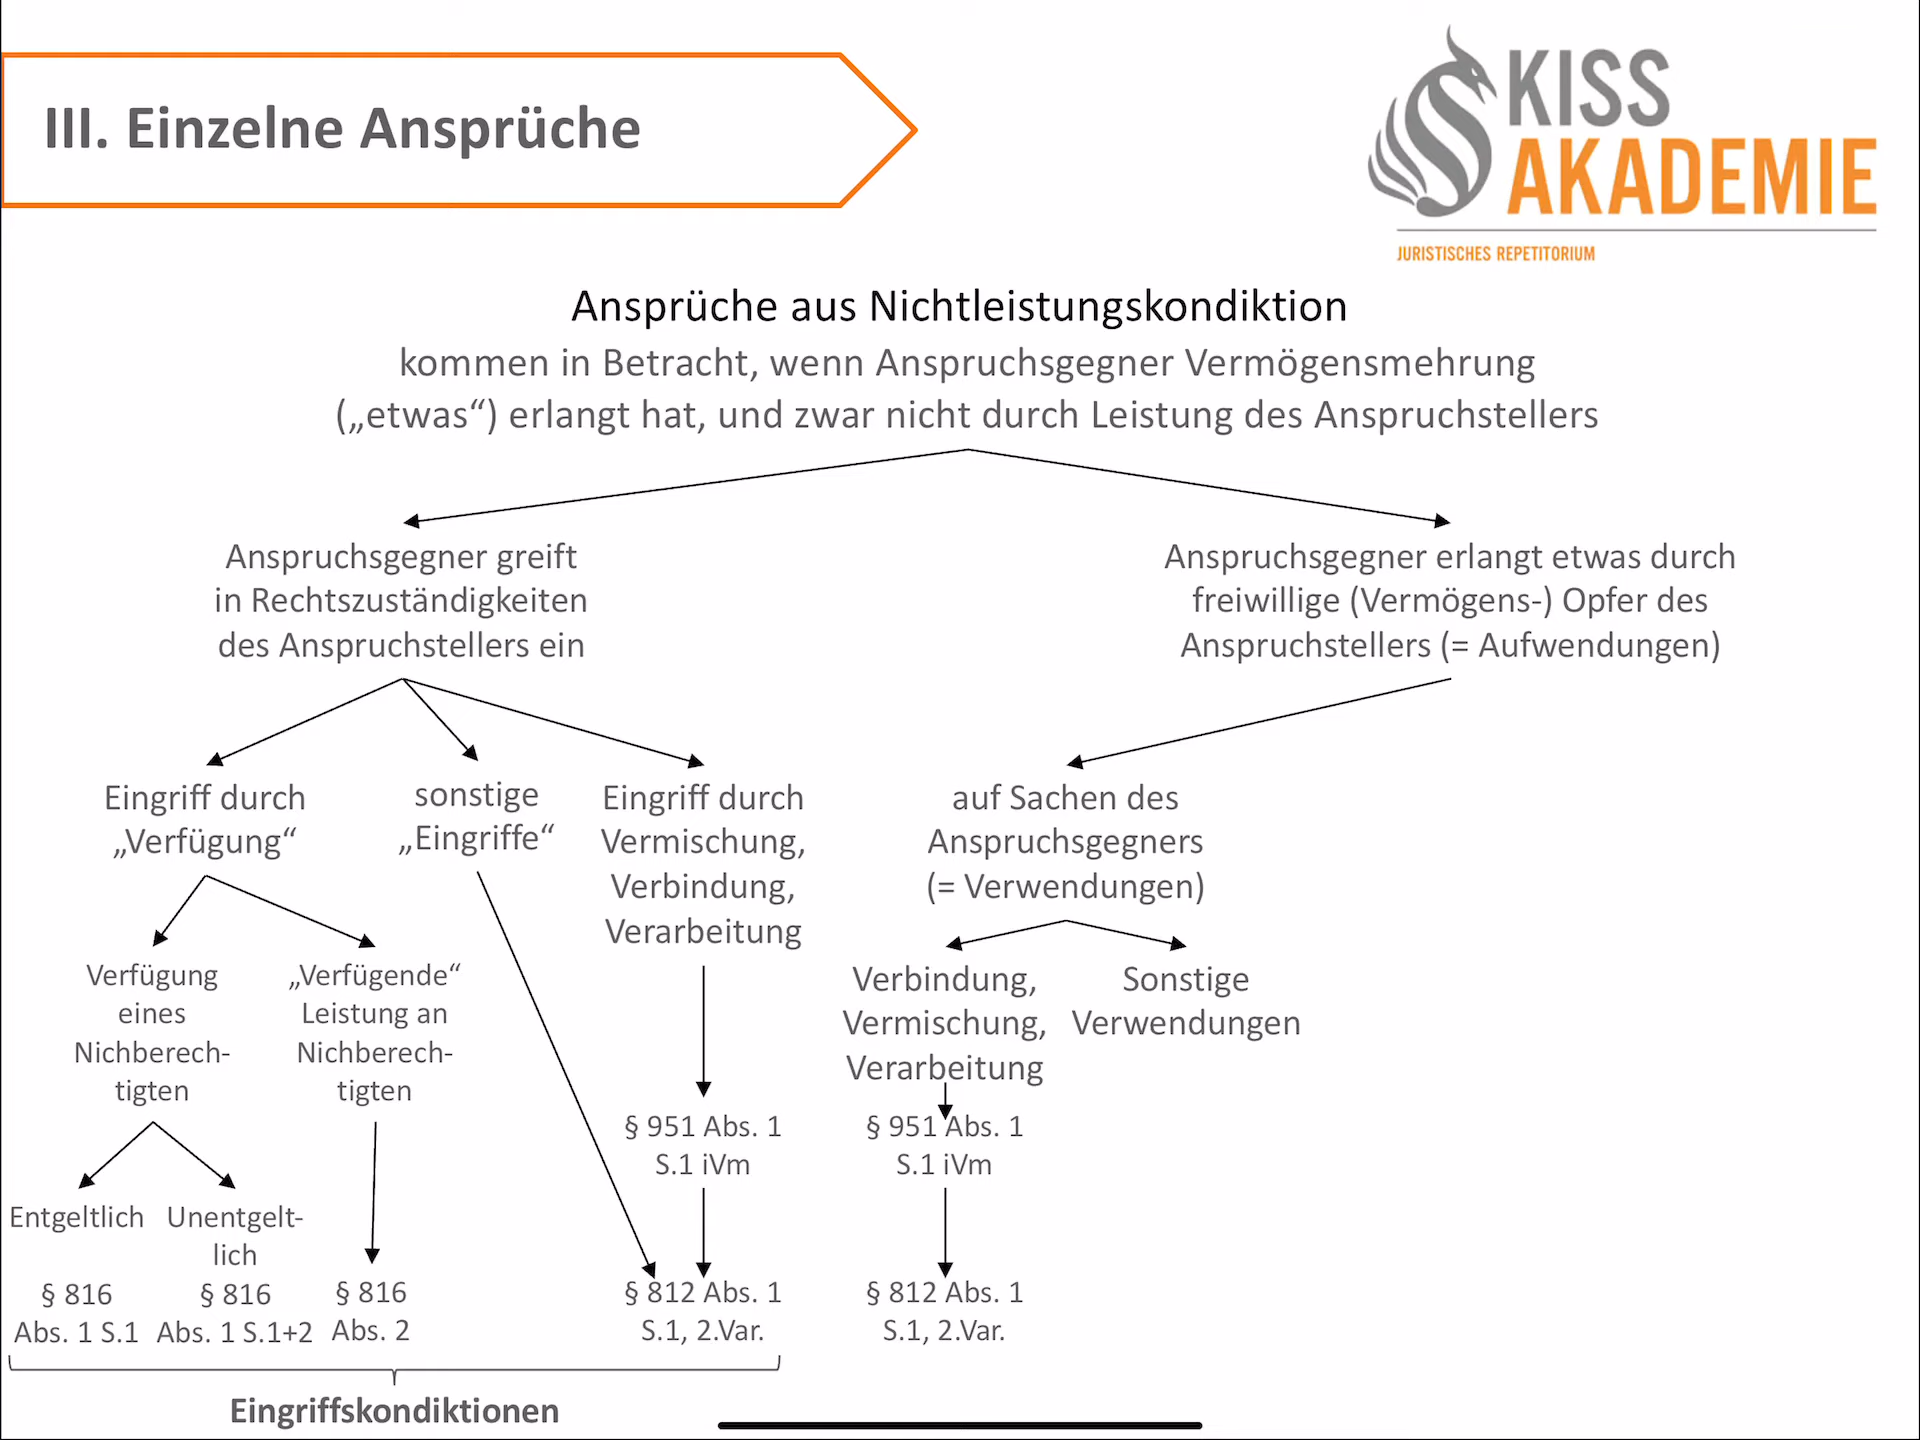 III. Einzelne Ansprüche
KISS
AKADEMIE
JURISTISCHES REPETITORIUM
Ansprüche aus Nichtleistungskondiktion
kommen in Betracht, wenn Anspruchsgegner Vermögensmehrung
(„etwas“) erlangt hat, und zwar nicht durch Leistung des Anspruchstellers
Anspruchsgegner greift
in Rechtszuständigkeiten
des Anspruchstellers ein
Anspruchsgegner erlangt etwas durch
freiwillige (Vermögens-) Opfer des
Anspruchstellers (= Aufwendungen)
Eingriff durch
„Verfügung“
sonstige
„Eingriffe“
Eingriff durch
Vermischung,
Verbindung,
Verarbeitung
auf Sachen des
Anspruchsgegners
(= Verwendungen)
Verfügung
eines
Nichberech-
tigten
„Verfügende“
Leistung an
Nichberech-
tigten
Verbindung,
Vermischung,
Verarbeitung
Sonstige
Verwendungen
§ 951 Abs. 1
S.1 iVm
§ 951 Abs. 1
S.1 iVm
Entgeltlich
Unentgelt-
lich
§ 816
Abs. 1 S.1
§ 816
Abs. 1 S.1+2
§ 816
Abs. 2
§ 812 Abs. 1
S.1, 2.Var.
§ 812 Abs. 1
S.1, 2.Var.
Eingriffskondiktionen